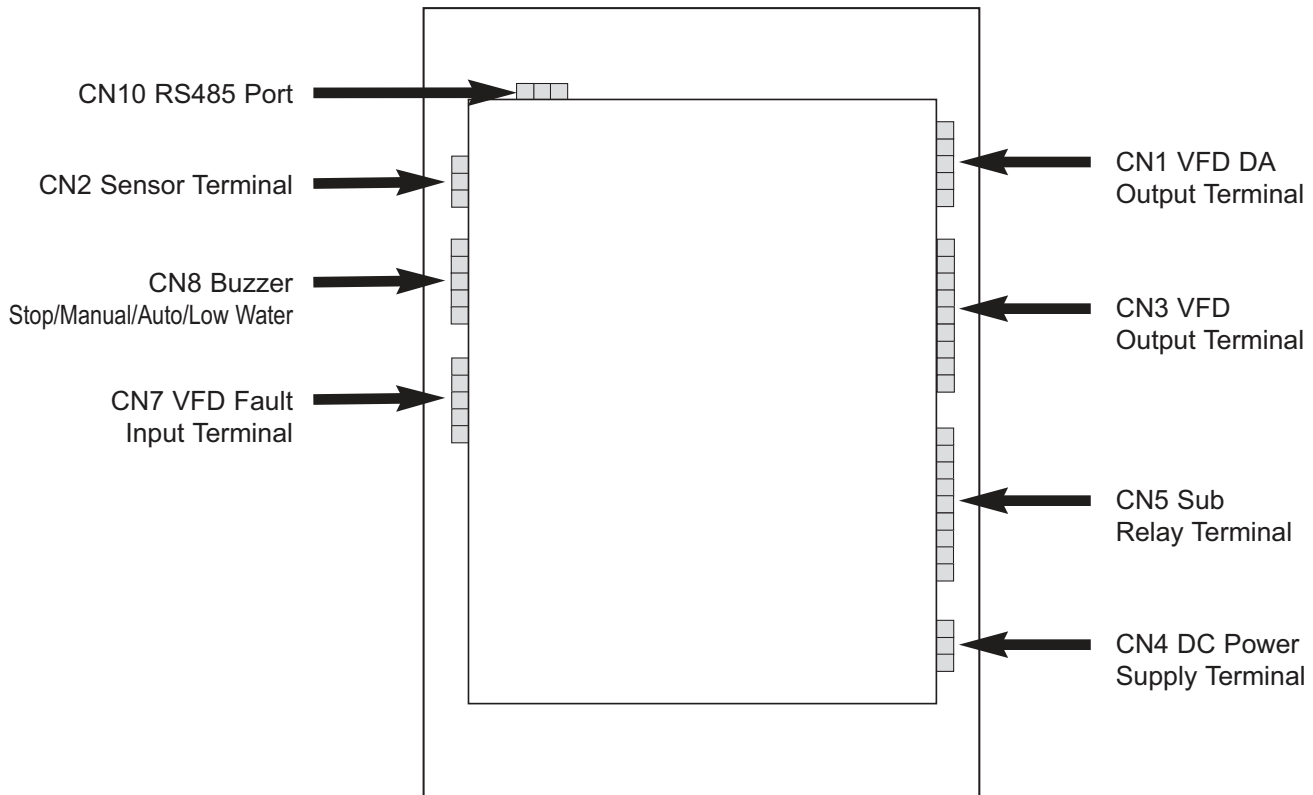 CN10 RS485 Port
CN2 Sensor Terminal
CN8 Buzzer
Stop/Manual/Auto/Low Water
CN7 VFD Fault
Input Terminal
CN1 VFD DA
Output Terminal
CN3 VFD
Output Terminal
CN5 Sub
Relay Terminal
CN4 DC Power
Supply Terminal